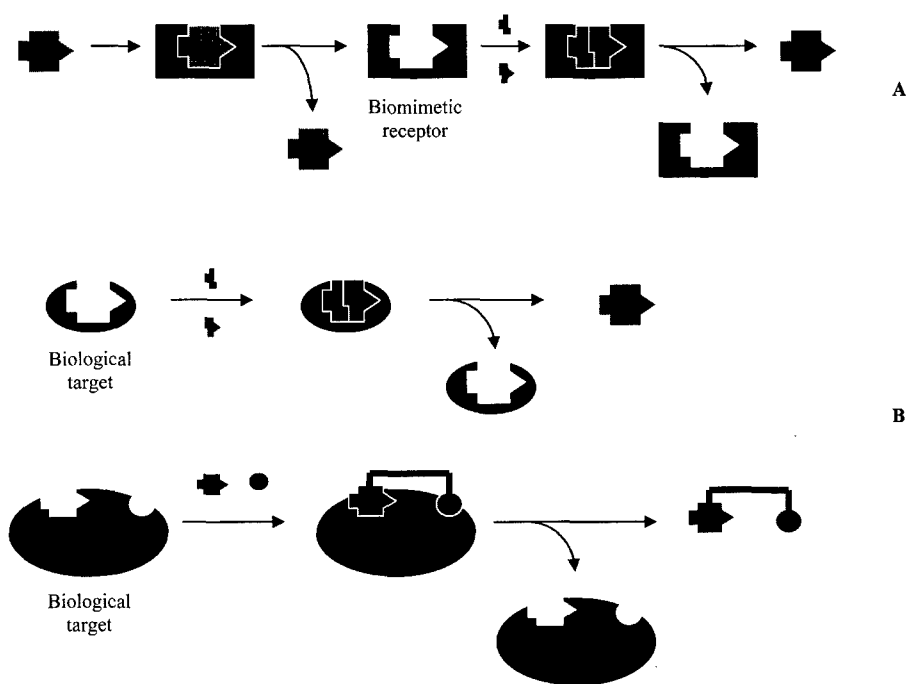 A
Biomimetic
receptor
Biological
target
B
Biological
target